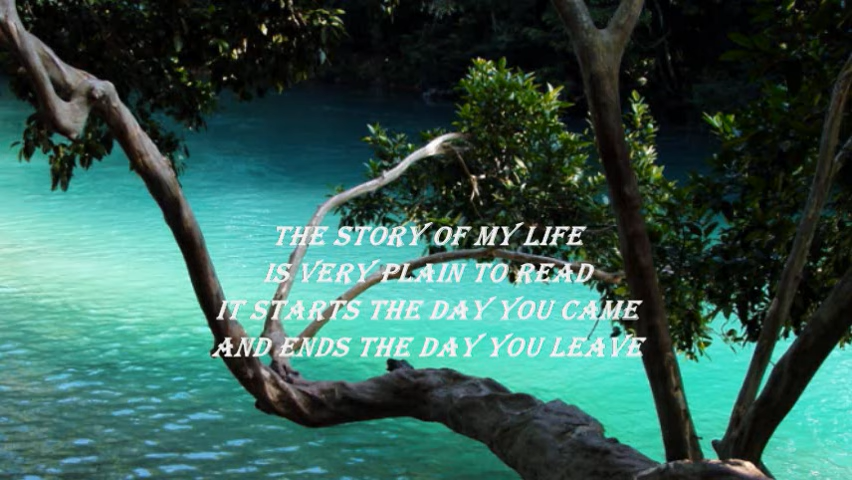 THE STORY OF MY LIFE
IS VERY PLAIN TO READ
IT STARTS THE DAY YOU CAME
AND ENDS THE DAY YOU LEAVE